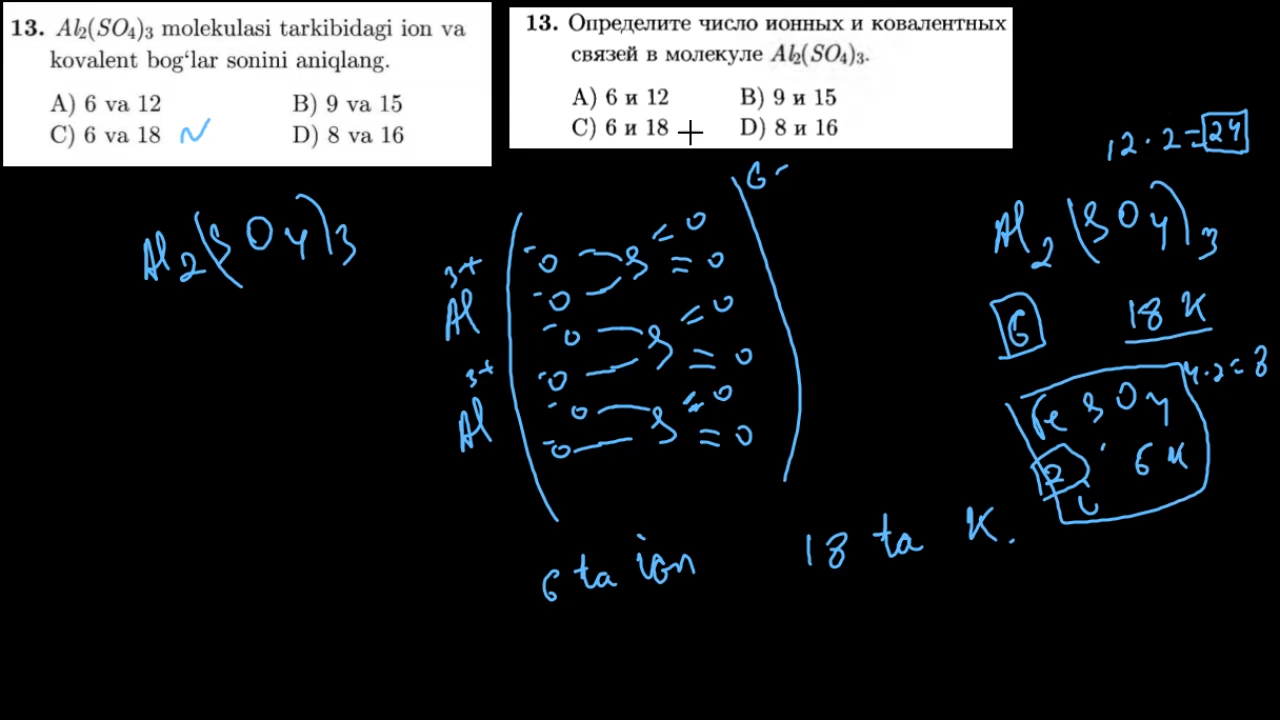 13. Al₂(SO₄)₃ molekulasi tarkibidagi ion va
kovalent bog‘lar sonini aniqlang.
A) 6 va 12 B) 9 va 15
C) 6 va 18 D) 8 va 16
13. Определите число ионных и ковалентных
связей в молекуле Al₂(SO₄)₃.
A) 6 и 12 B) 9 и 15
C) 6 и 18 D) 8 и 16
12 · 2 = 24
Al₂(SO₄)₃
6-
-O S = O
3+ = O
Al -O
-O S = O
= O
3+ -O
Al -O S = O
-O = O
Al₂(SO₄)₃
6 18 K
4·2=8
Fe SO₄
2 6 K
6 ta ion 18 ta K.